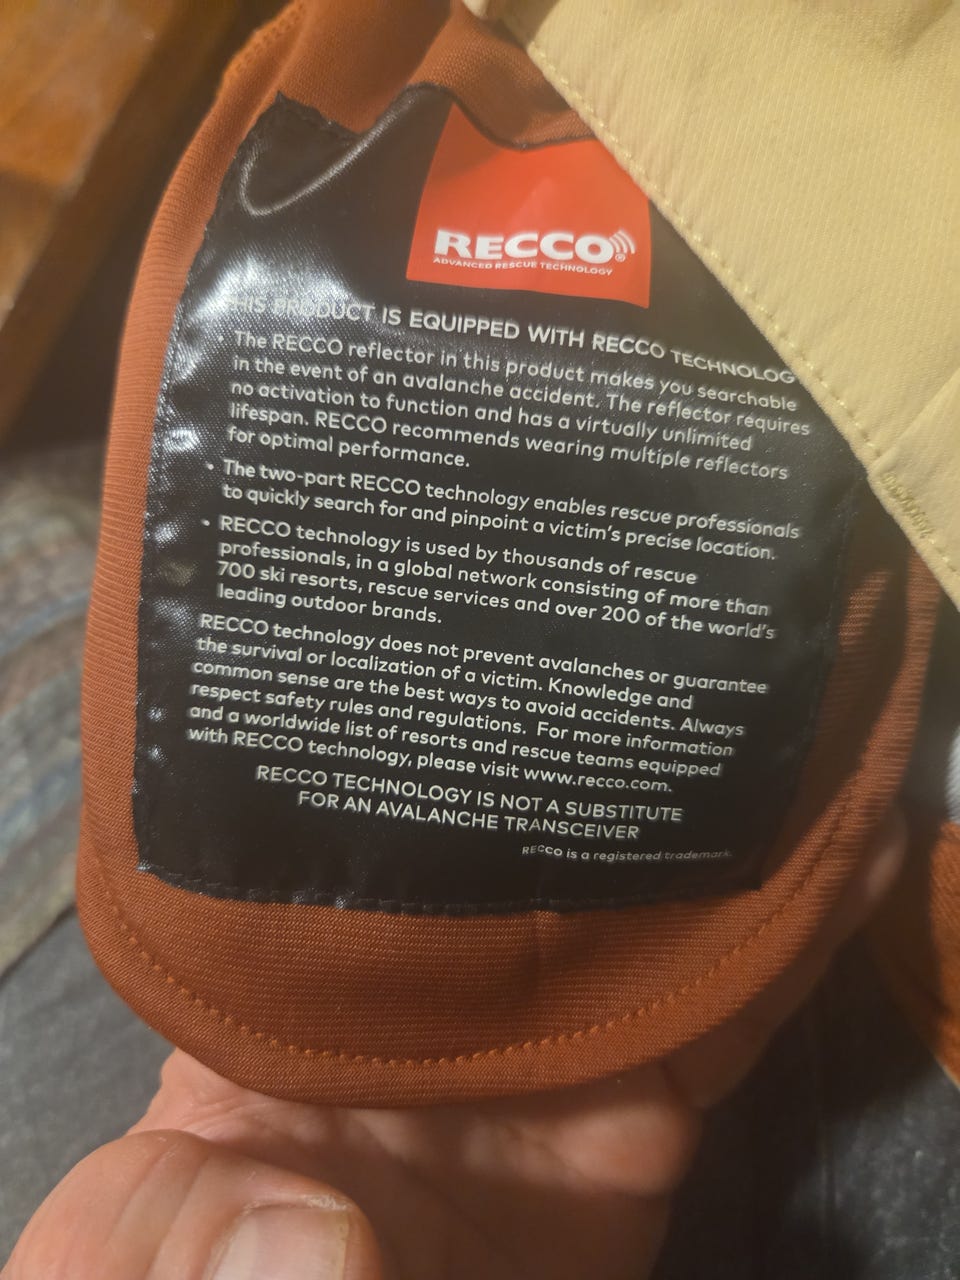 RECCO®
ADVANCED RESCUE TECHNOLOGY
THIS PRODUCT IS EQUIPPED WITH RECCO TECHNOLOG
• The RECCO reflector in this product makes you searchable
in the event of an avalanche accident. The reflector requires
no activation to function and has a virtually unlimited
lifespan. RECCO recommends wearing multiple reflectors
for optimal performance.
• The two-part RECCO technology enables rescue professionals
to quickly search for and pinpoint a victim's precise location.
• RECCO technology is used by thousands of rescue
professionals, in a global network consisting of more than
700 ski resorts, rescue services and over 200 of the world's
leading outdoor brands.
RECCO technology does not prevent avalanches or guarantee
the survival or localization of a victim. Knowledge and
common sense are the best ways to avoid accidents. Always
respect safety rules and regulations. For more information
and a worldwide list of resorts and rescue teams equipped
with RECCO technology, please visit www.recco.com.
RECCO TECHNOLOGY IS NOT A SUBSTITUTE
FOR AN AVALANCHE TRANSCEIVER
RECCO is a registered trademark.